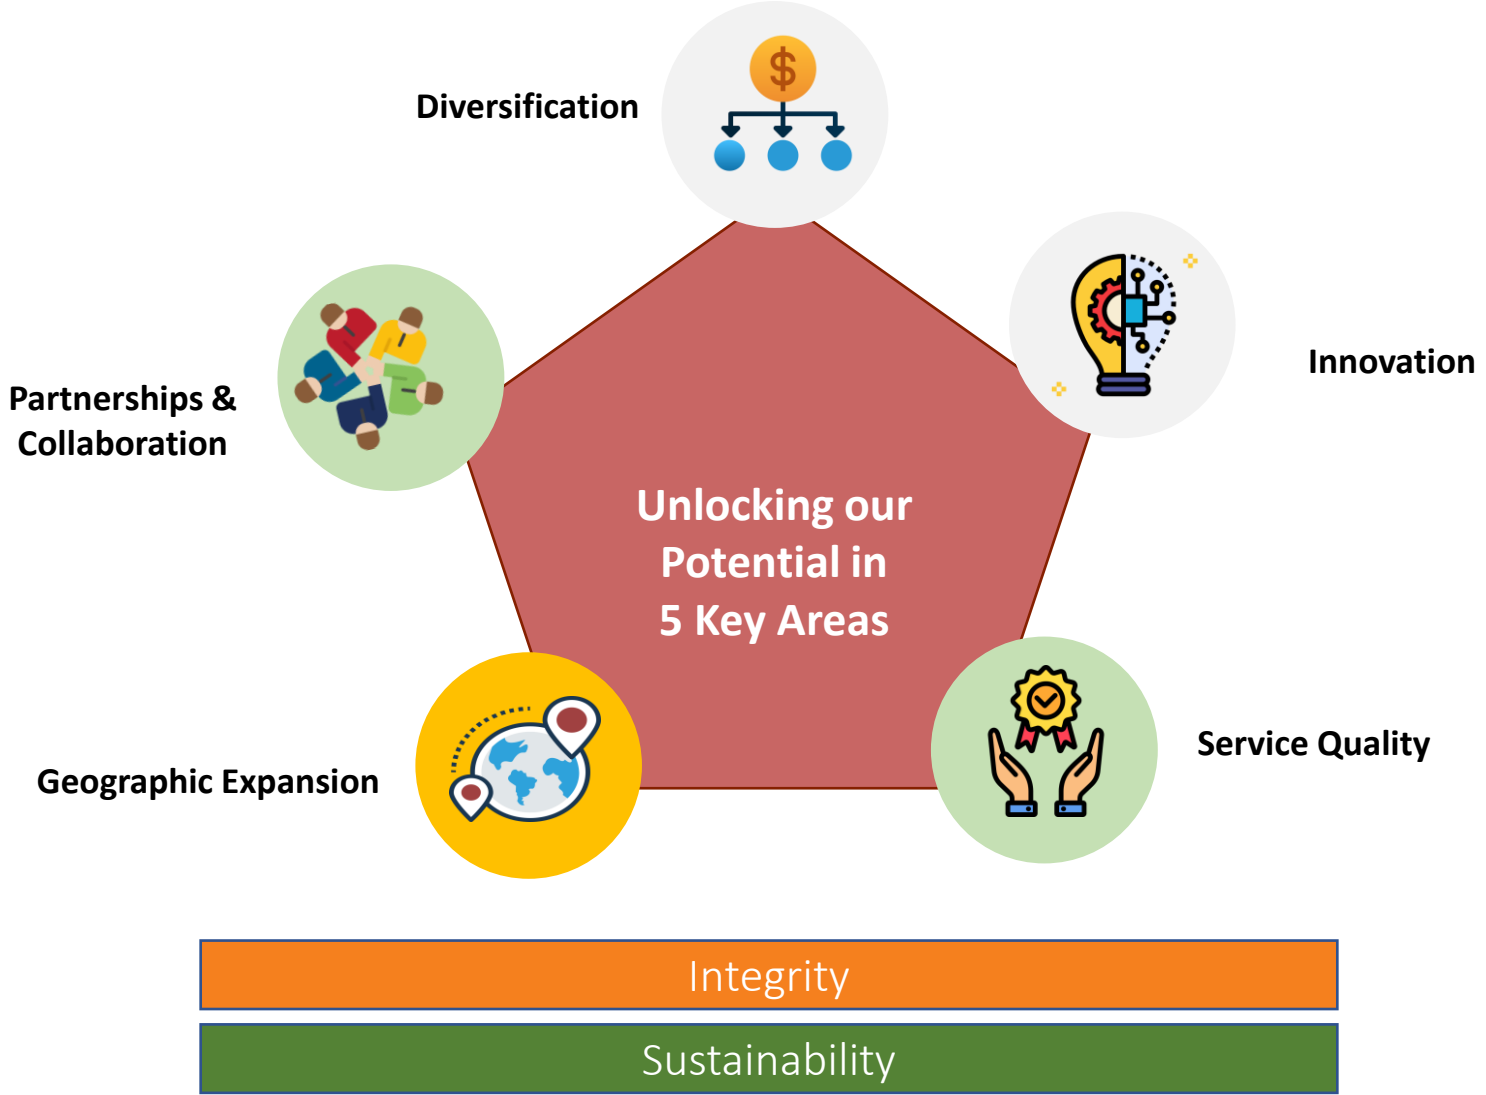 Diversification
Innovation
Partnerships &
Collaboration
Unlocking our
Potential in
5 Key Areas
Service Quality
Geographic Expansion
Integrity
Sustainability